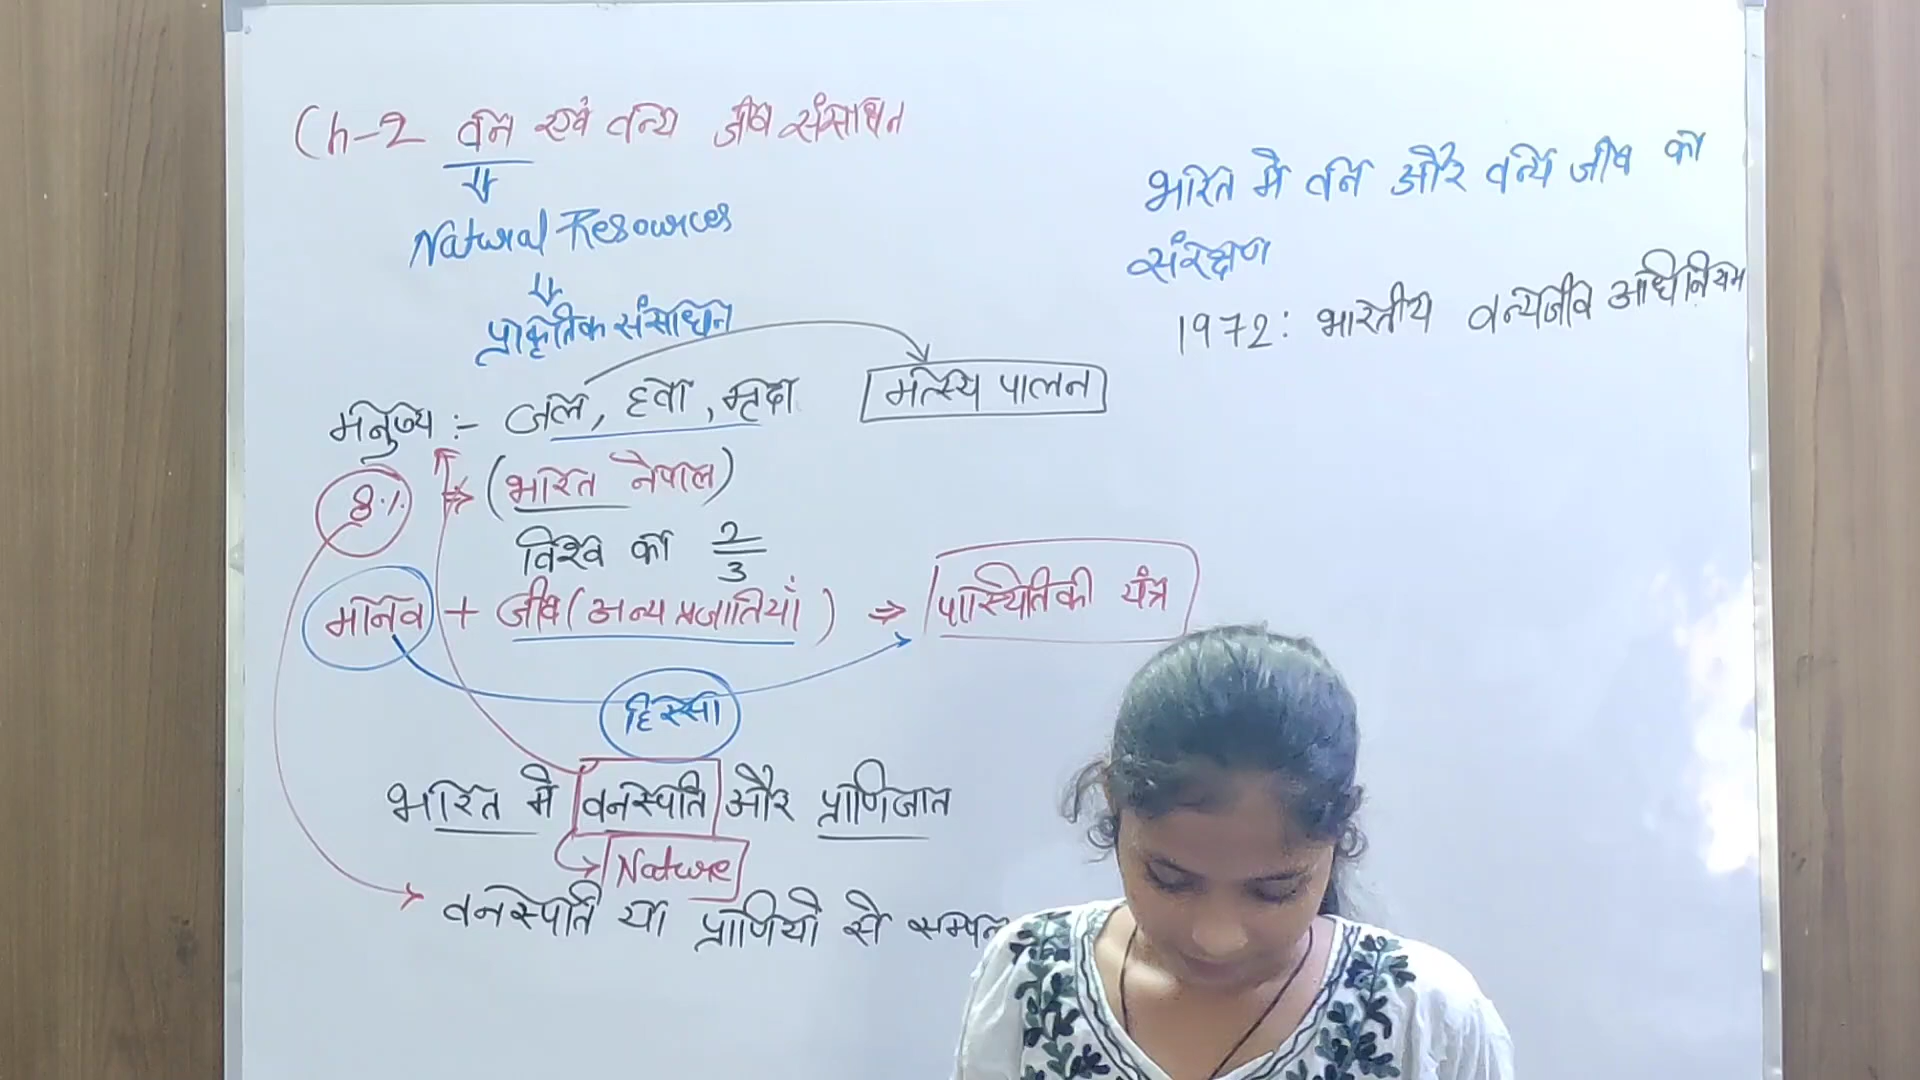 Ch-2 वन एवं वन्य जीव संसाधन
Natural Resources
प्राकृतिक संसाधन
मनुष्य :- जल, हवा, मृदा
मत्स्य पालन
8% ⇒ (भारत नेपाल)
विश्व का 2/3
मानव + जीव (अन्य प्रजातियाँ) ⇒ पास्थितिकी यंत्र
हिस्सा
भारत मे वनस्पति और प्राणिजात
Nature
वनस्पति या प्राणियो से सम्पन्न
भारत मे वन और वन्य जीव का
संरक्षण
1972: भारतीय वन्यजीव अधिनियम